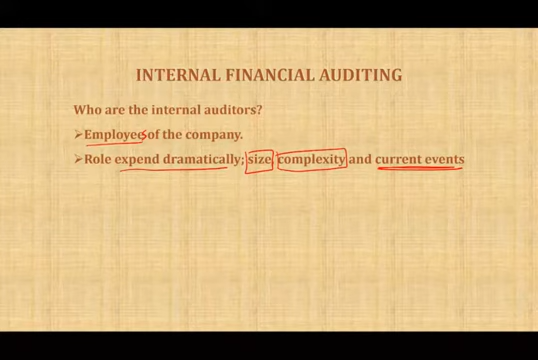 INTERNAL FINANCIAL AUDITING
Who are the internal auditors?
➢Employees of the company.
➢Role expend dramatically; size, complexity and current events